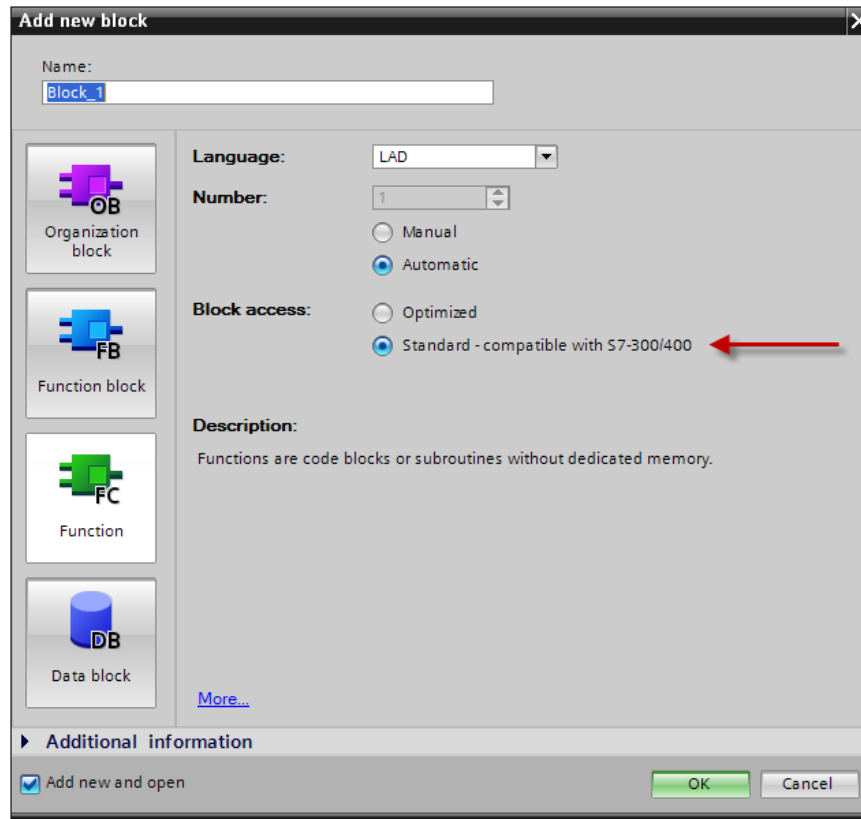 Add new block
Name:
Block_1
OB
Organization
block
FB
Function block
FC
Function
DB
Data block
Language:
LAD
Number:
1
Manual
Automatic
Block access:
Optimized
Standard - compatible with S7-300/400
Description:
Functions are code blocks or subroutines without dedicated memory.
More...
Additional information
Add new and open
OK
Cancel